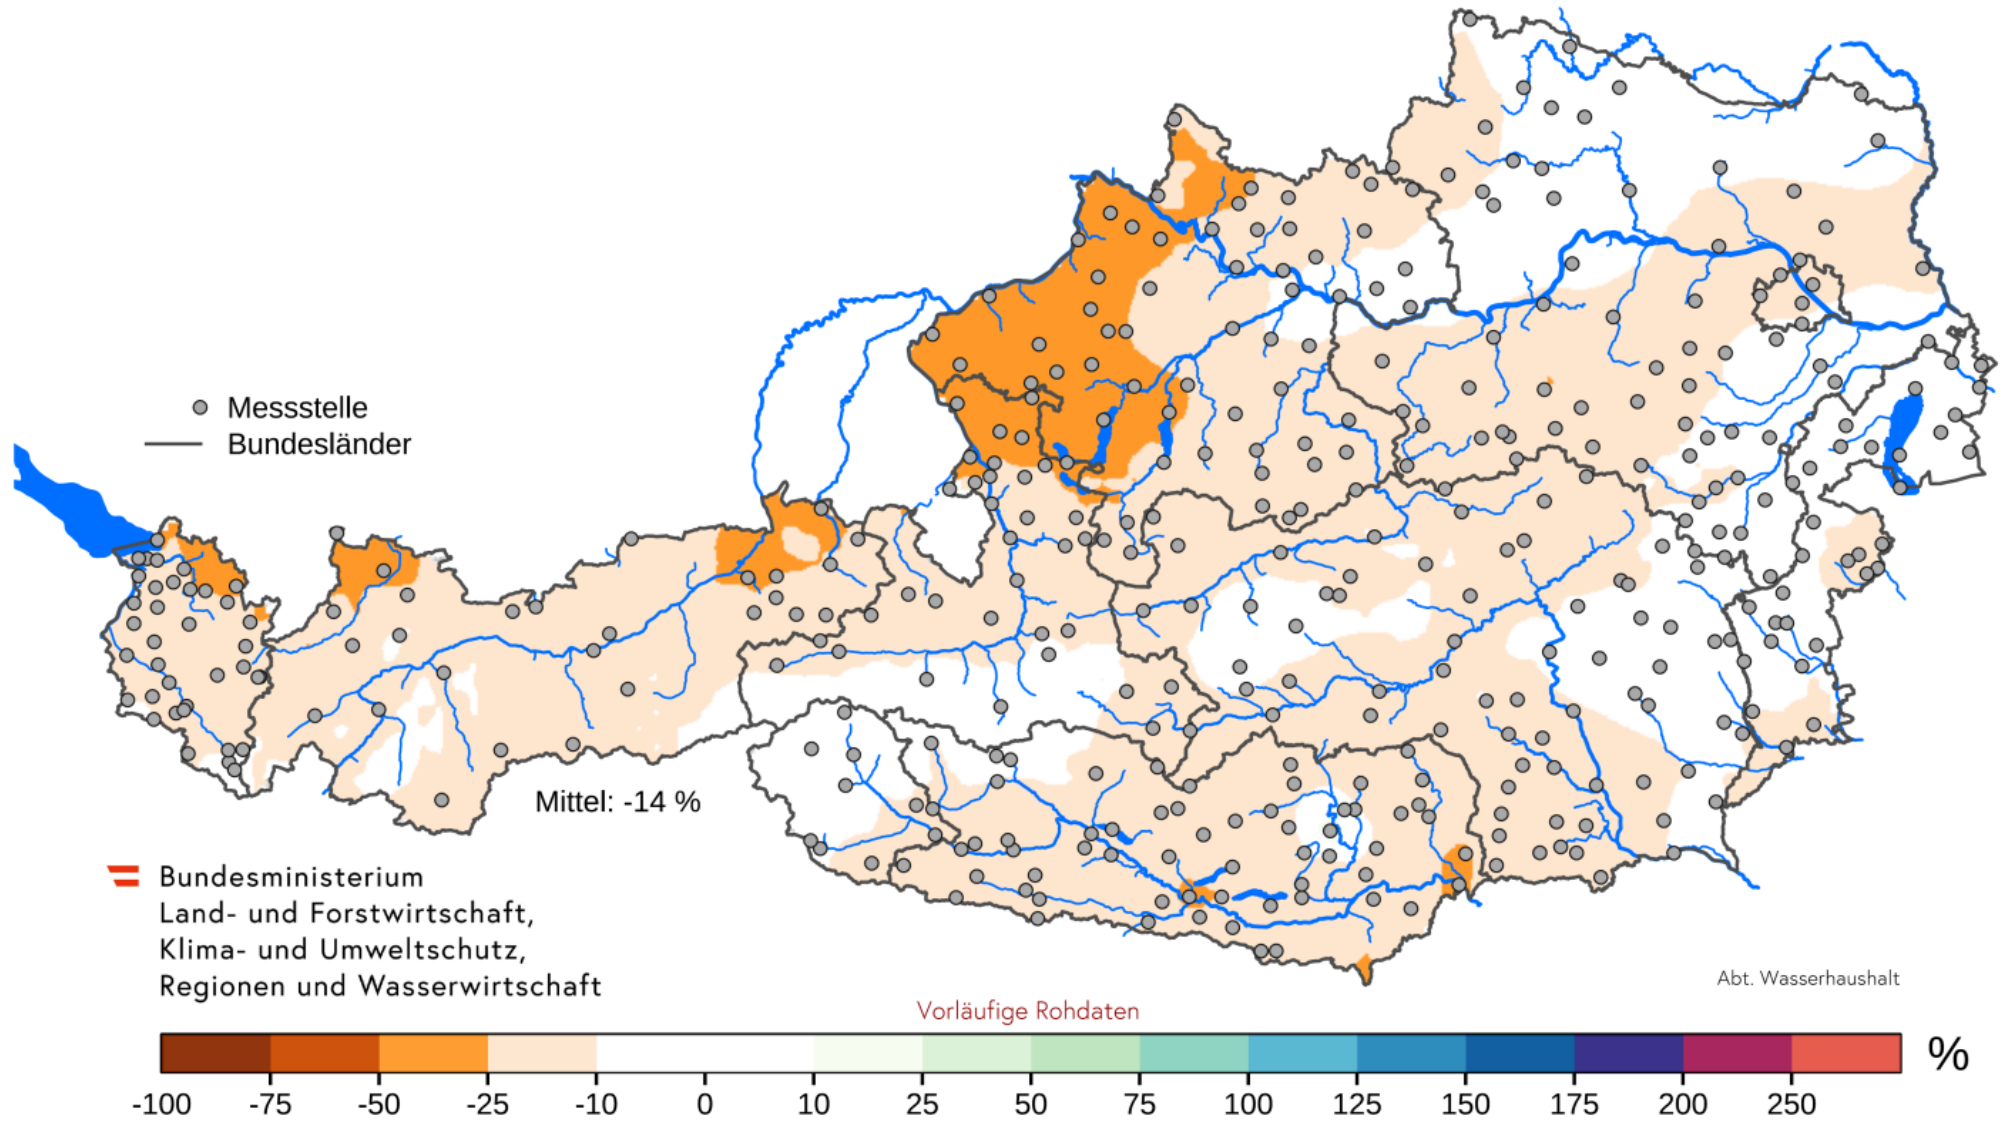 Messstelle
Bundesländer
Mittel: -14 %
Bundesministerium
Land- und Forstwirtschaft,
Klima- und Umweltschutz,
Regionen und Wasserwirtschaft
Abt. Wasserhaushalt
Vorläufige Rohdaten
%
-100 -75 -50 -25 -10 0 10 25 50 75 100 125 150 175 200 250